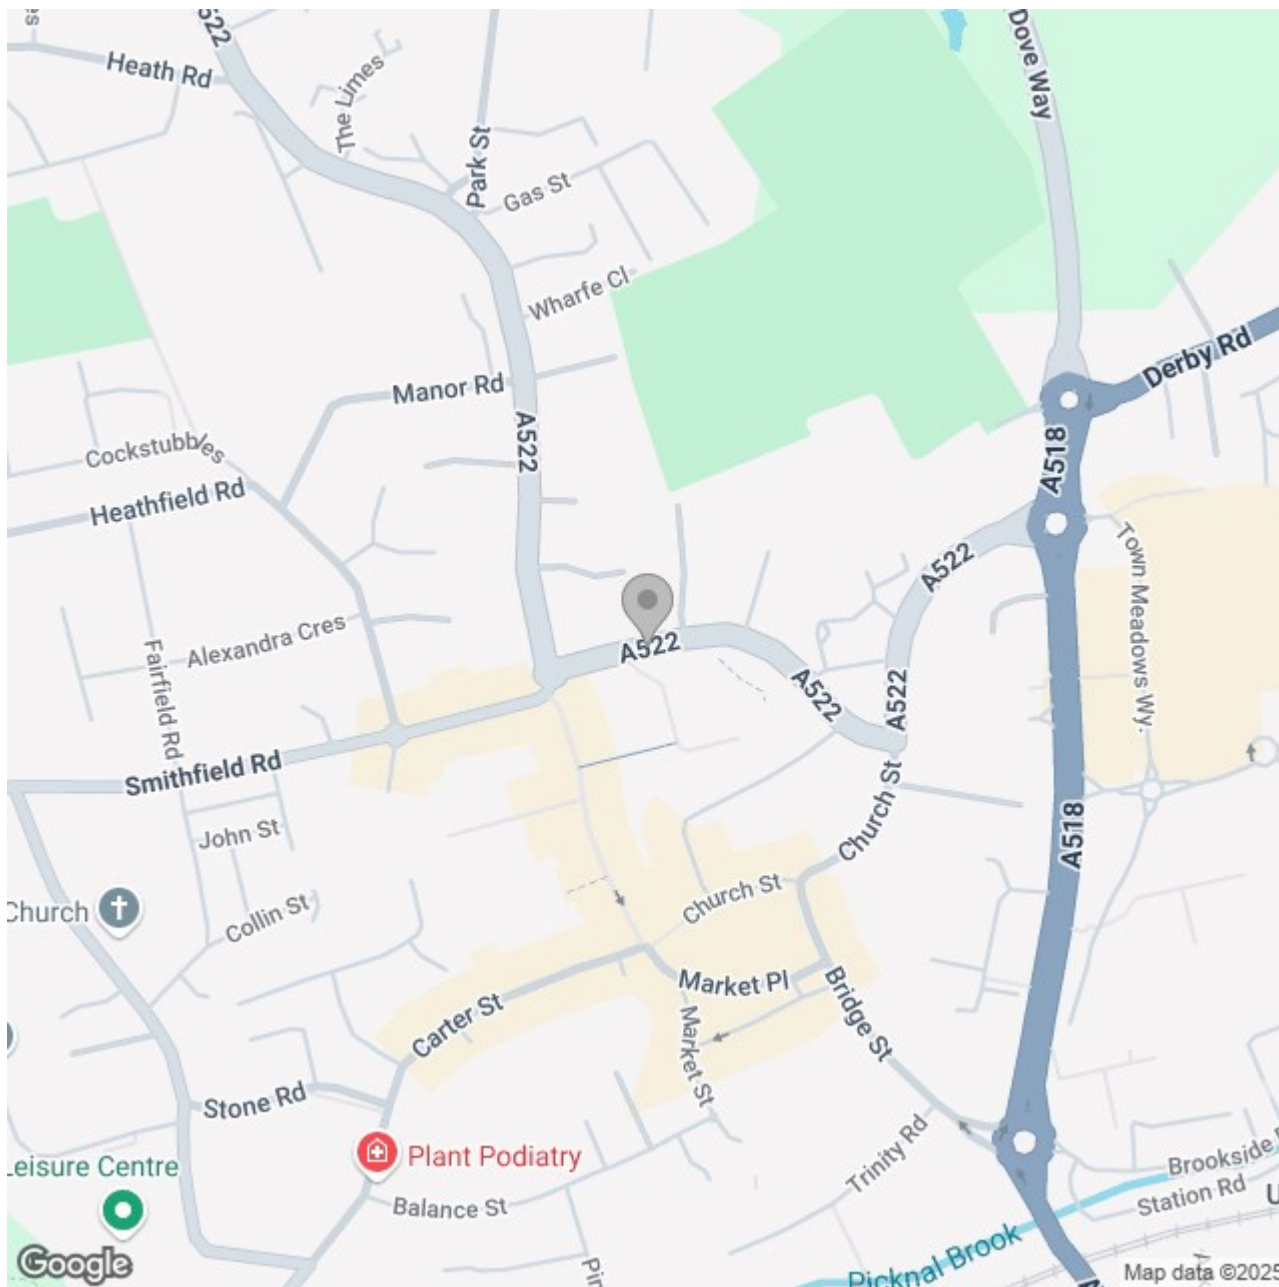 522
Heath Rd
The Limes
Park St
Gas St
Dove Way
Wharfe Cl
Derby Rd
Manor Rd
A522
Cockstubbles
Heathfield Rd
A518
A522
Town Meadows Wy.
Alexandra Cres
A522
Fairfield Rd
A522
A522
Smithfield Rd
John St
Church St
A518
Church
Collin St
Church St
Market Pl
Carter St
Bridge St
Market St
Stone Rd
Plant Podiatry
Leisure Centre
Trinity Rd
Brookside
Station Rd
Balance St
Picknal Brook
Google
Map data ©2025